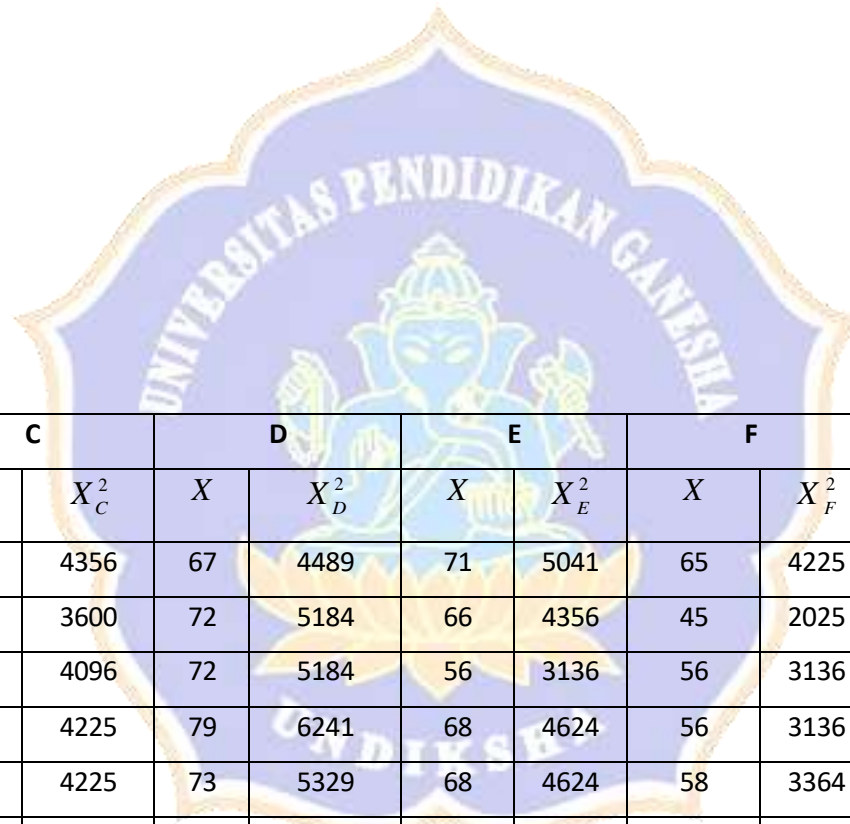 UNIVERSITAS PENDIDIKAN GANESHA
C D E F
X_C^2 X X_D^2 X X_E^2 X X_F^2
4356 67 4489 71 5041 65 4225
3600 72 5184 66 4356 45 2025
4096 72 5184 56 3136 56 3136
4225 79 6241 68 4624 56 3136
4225 73 5329 68 4624 58 3364
UNDIKSHA